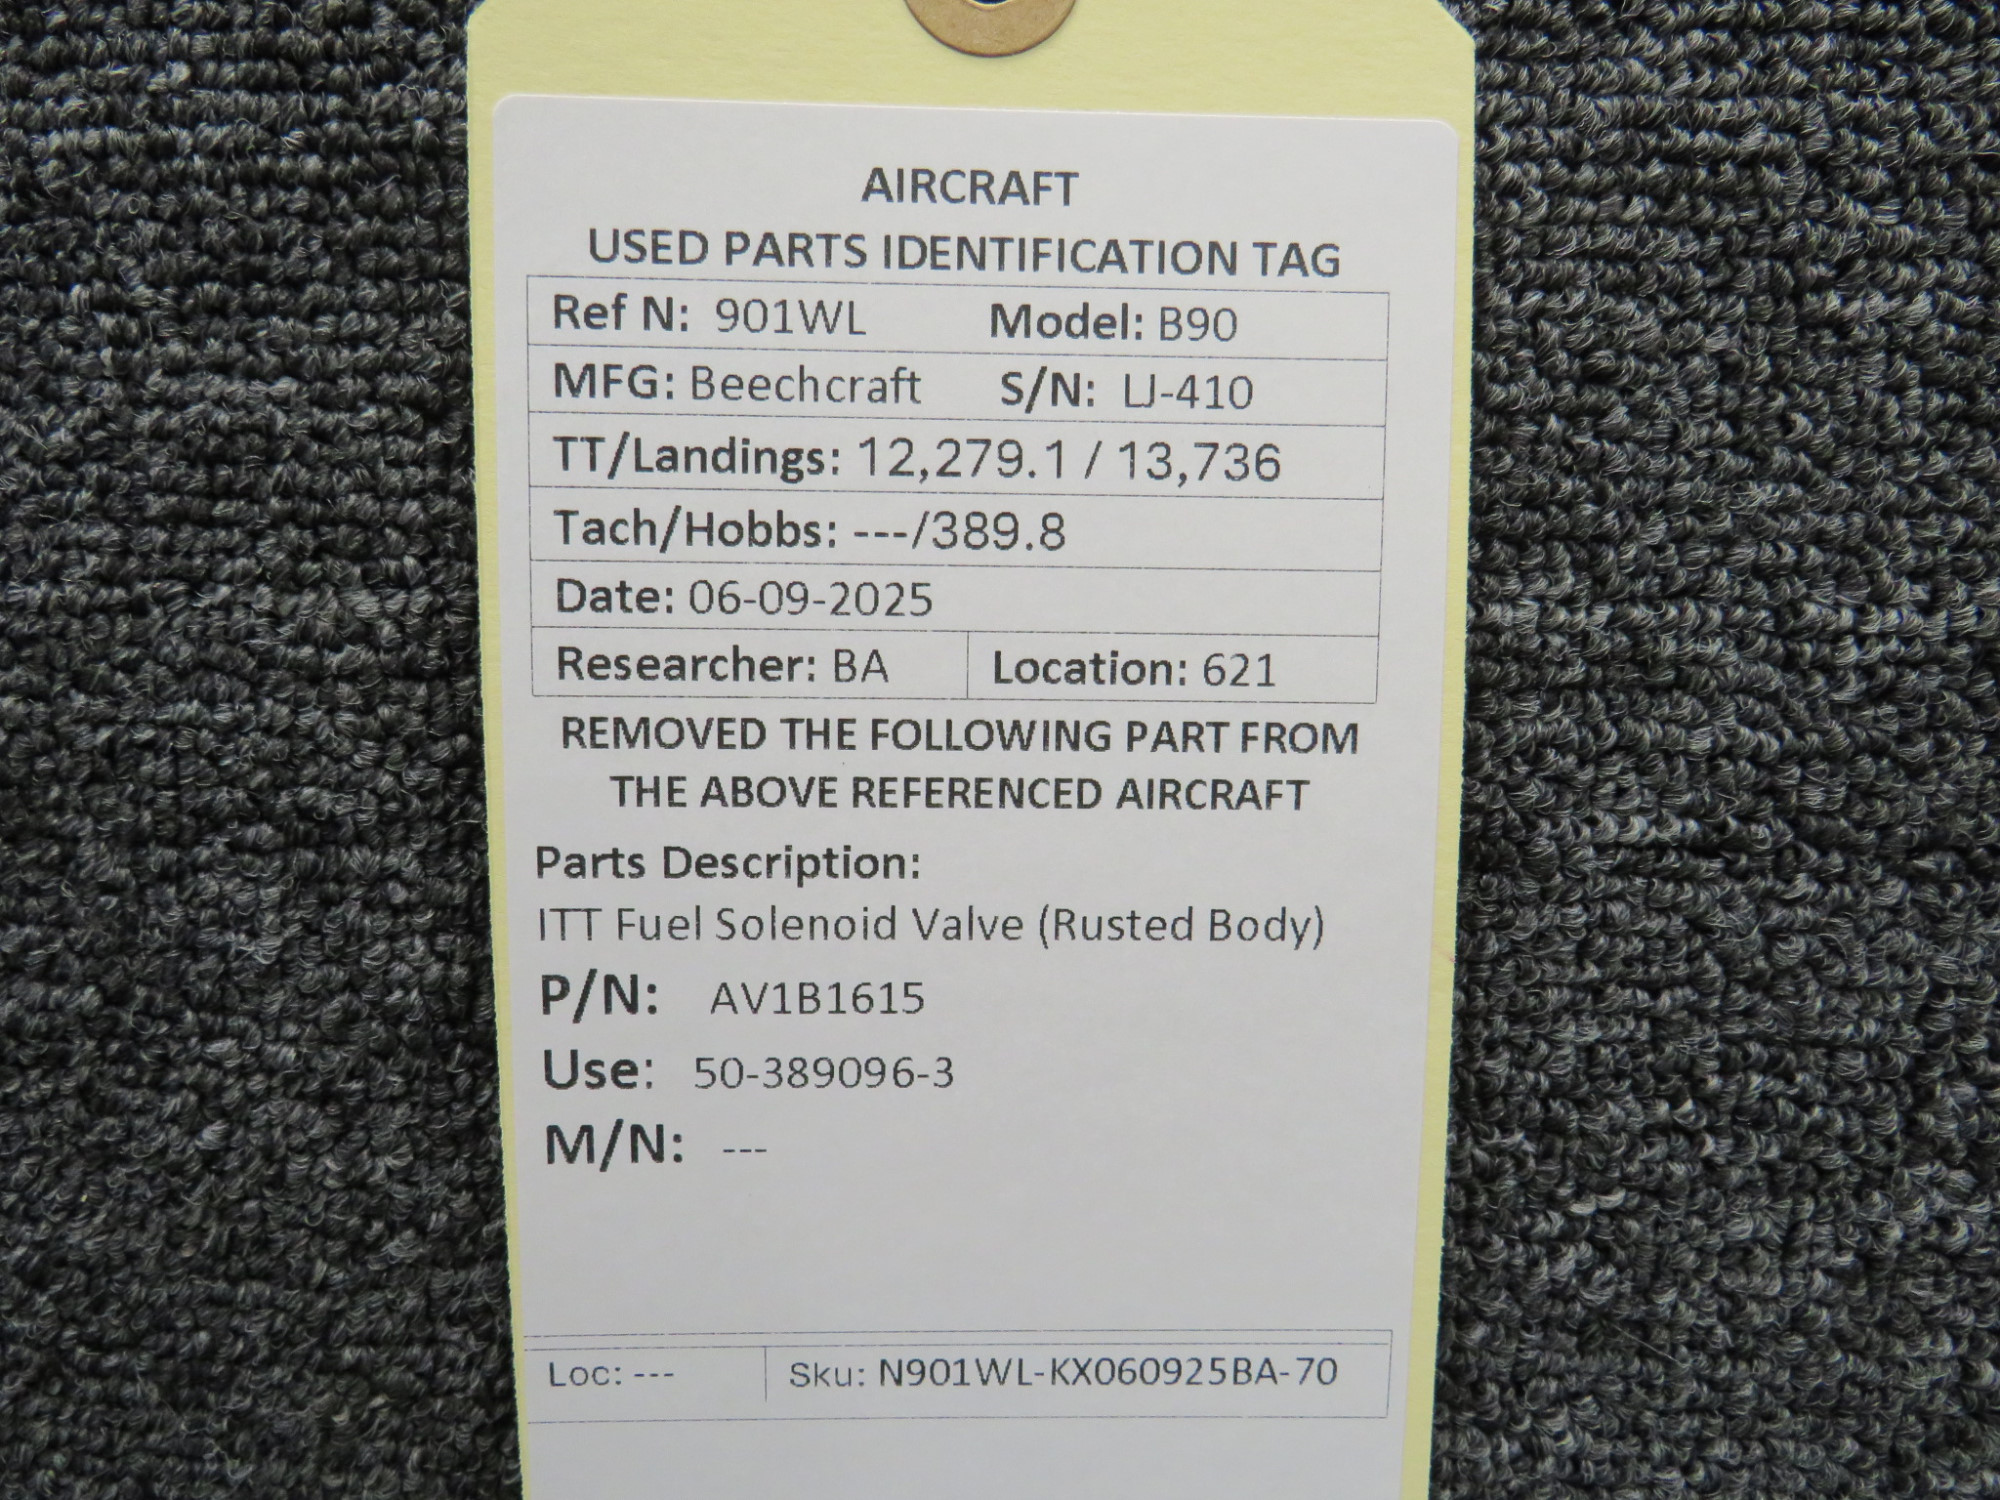 AIRCRAFT
USED PARTS IDENTIFICATION TAG
Ref N: 901WL Model: B90
MFG: Beechcraft S/N: LJ-410
TT/Landings: 12,279.1 / 13,736
Tach/Hobbs: ---/389.8
Date: 06-09-2025
Researcher: BA Location: 621
REMOVED THE FOLLOWING PART FROM
THE ABOVE REFERENCED AIRCRAFT
Parts Description:
ITT Fuel Solenoid Valve (Rusted Body)
P/N: AV1B1615
Use: 50-389096-3
M/N: ---
Loc: --- Sku: N901WL-KX060925BA-70